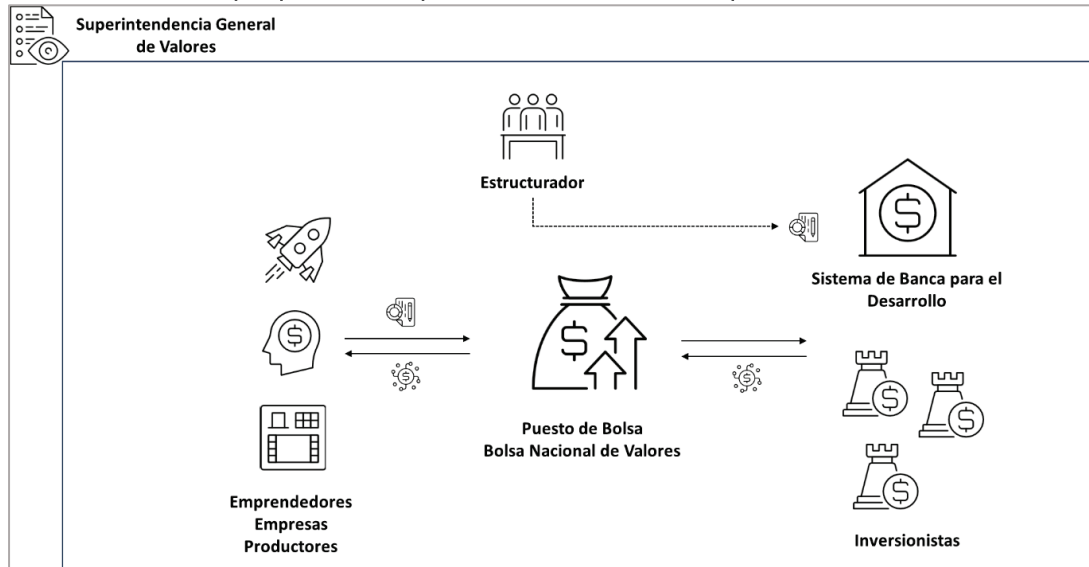 Superintendencia General
de Valores
Estructurador
Sistema de Banca para el
Desarrollo
Puesto de Bolsa
Bolsa Nacional de Valores
Emprendedores
Empresas
Productores
Inversionistas